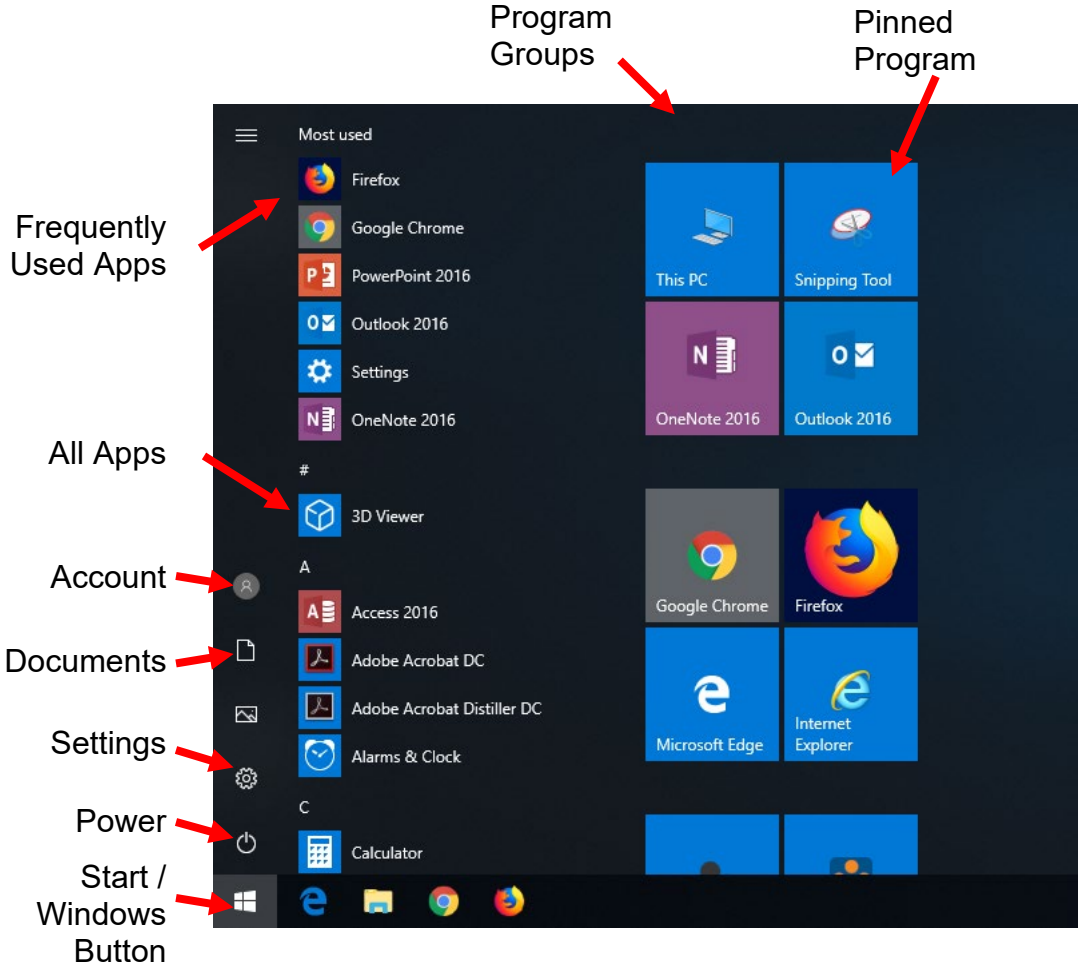 Program
Groups
Pinned
Program
Most used
Firefox
Google Chrome
PowerPoint 2016
Outlook 2016
Settings
OneNote 2016
#
3D Viewer
A
Access 2016
Adobe Acrobat DC
Adobe Acrobat Distiller DC
Alarms & Clock
C
Calculator
This PC
Snipping Tool
OneNote 2016
Outlook 2016
Google Chrome
Firefox
Microsoft Edge
Internet
Explorer
Frequently
Used Apps
All Apps
Account
Documents
Settings
Power
Start /
Windows
Button